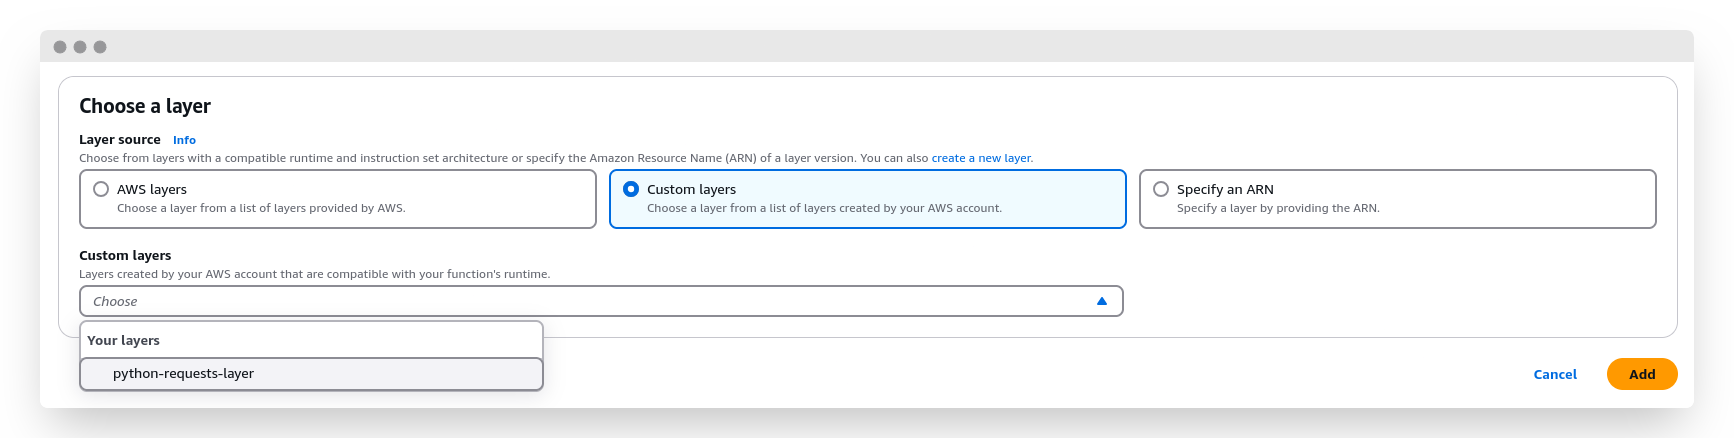 Choose a layer
Layer source Info
Choose from layers with a compatible runtime and instruction set architecture or specify the Amazon Resource Name (ARN) of a layer version. You can also create a new layer.
AWS layers
Choose a layer from a list of layers provided by AWS.
Custom layers
Choose a layer from a list of layers created by your AWS account.
Specify an ARN
Specify a layer by providing the ARN.
Custom layers
Layers created by your AWS account that are compatible with your function's runtime.
Choose
Your layers
python-requests-layer
Cancel
Add